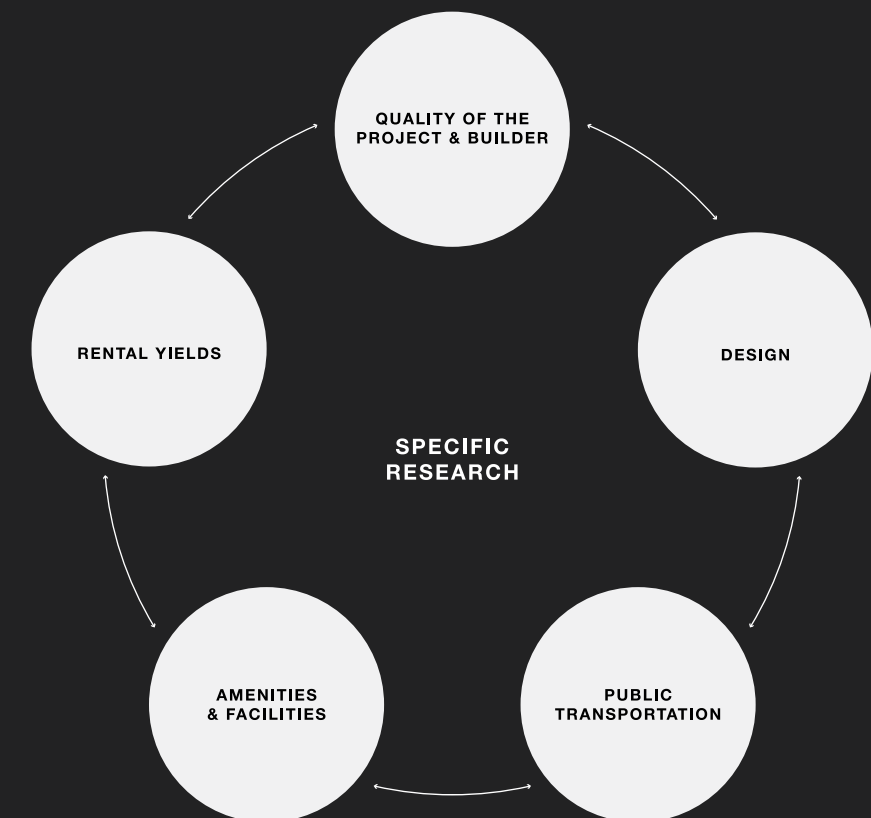 QUALITY OF THE
PROJECT & BUILDER
RENTAL YIELDS
DESIGN
SPECIFIC
RESEARCH
AMENITIES
& FACILITIES
PUBLIC
TRANSPORTATION